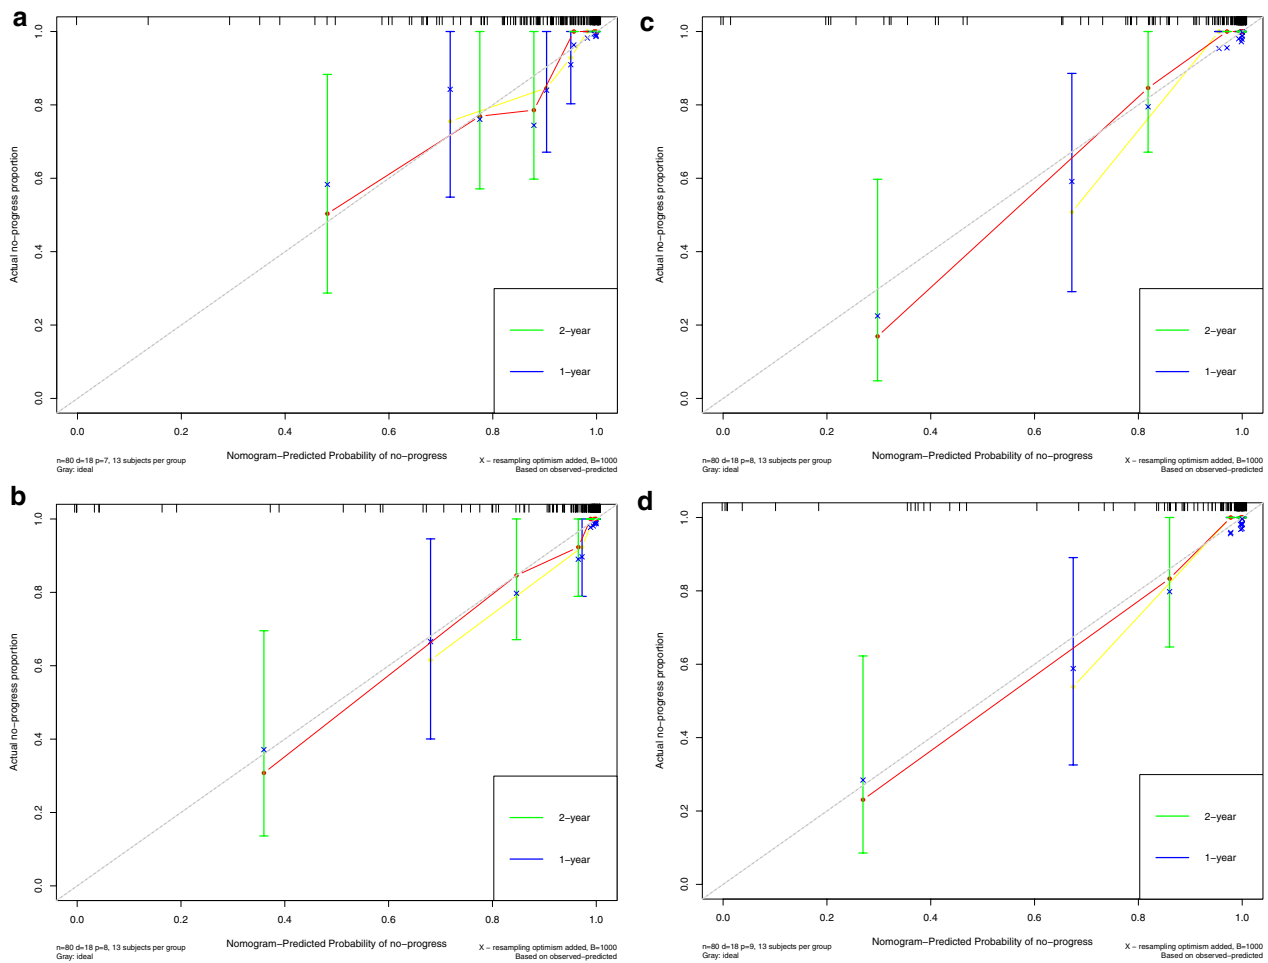 a
Actual no−progress proportion
1.0
0.8
0.6
0.4
0.2
0.0
2−year
1−year
0.0 0.2 0.4 0.6 0.8 1.0
Nomogram−Predicted Probability of no−progress
n=80 d=18 p=7, 13 subjects per group
Gray: ideal
X − resampling optimism added, B=1000
Based on observed−predicted
c
Actual no−progress proportion
1.0
0.8
0.6
0.4
0.2
0.0
2−year
1−year
0.0 0.2 0.4 0.6 0.8 1.0
Nomogram−Predicted Probability of no−progress
n=80 d=18 p=8, 13 subjects per group
Gray: ideal
X − resampling optimism added, B=1000
Based on observed−predicted
b
Actual no−progress proportion
1.0
0.8
0.6
0.4
0.2
0.0
2−year
1−year
0.0 0.2 0.4 0.6 0.8 1.0
Nomogram−Predicted Probability of no−progress
n=80 d=18 p=8, 13 subjects per group
Gray: ideal
X − resampling optimism added, B=1000
Based on observed−predicted
d
Actual no−progress proportion
1.0
0.8
0.6
0.4
0.2
0.0
2−year
1−year
0.0 0.2 0.4 0.6 0.8 1.0
Nomogram−Predicted Probability of no−progress
n=80 d=18 p=9, 13 subjects per group
Gray: ideal
X − resampling optimism added, B=1000
Based on observed−predicted